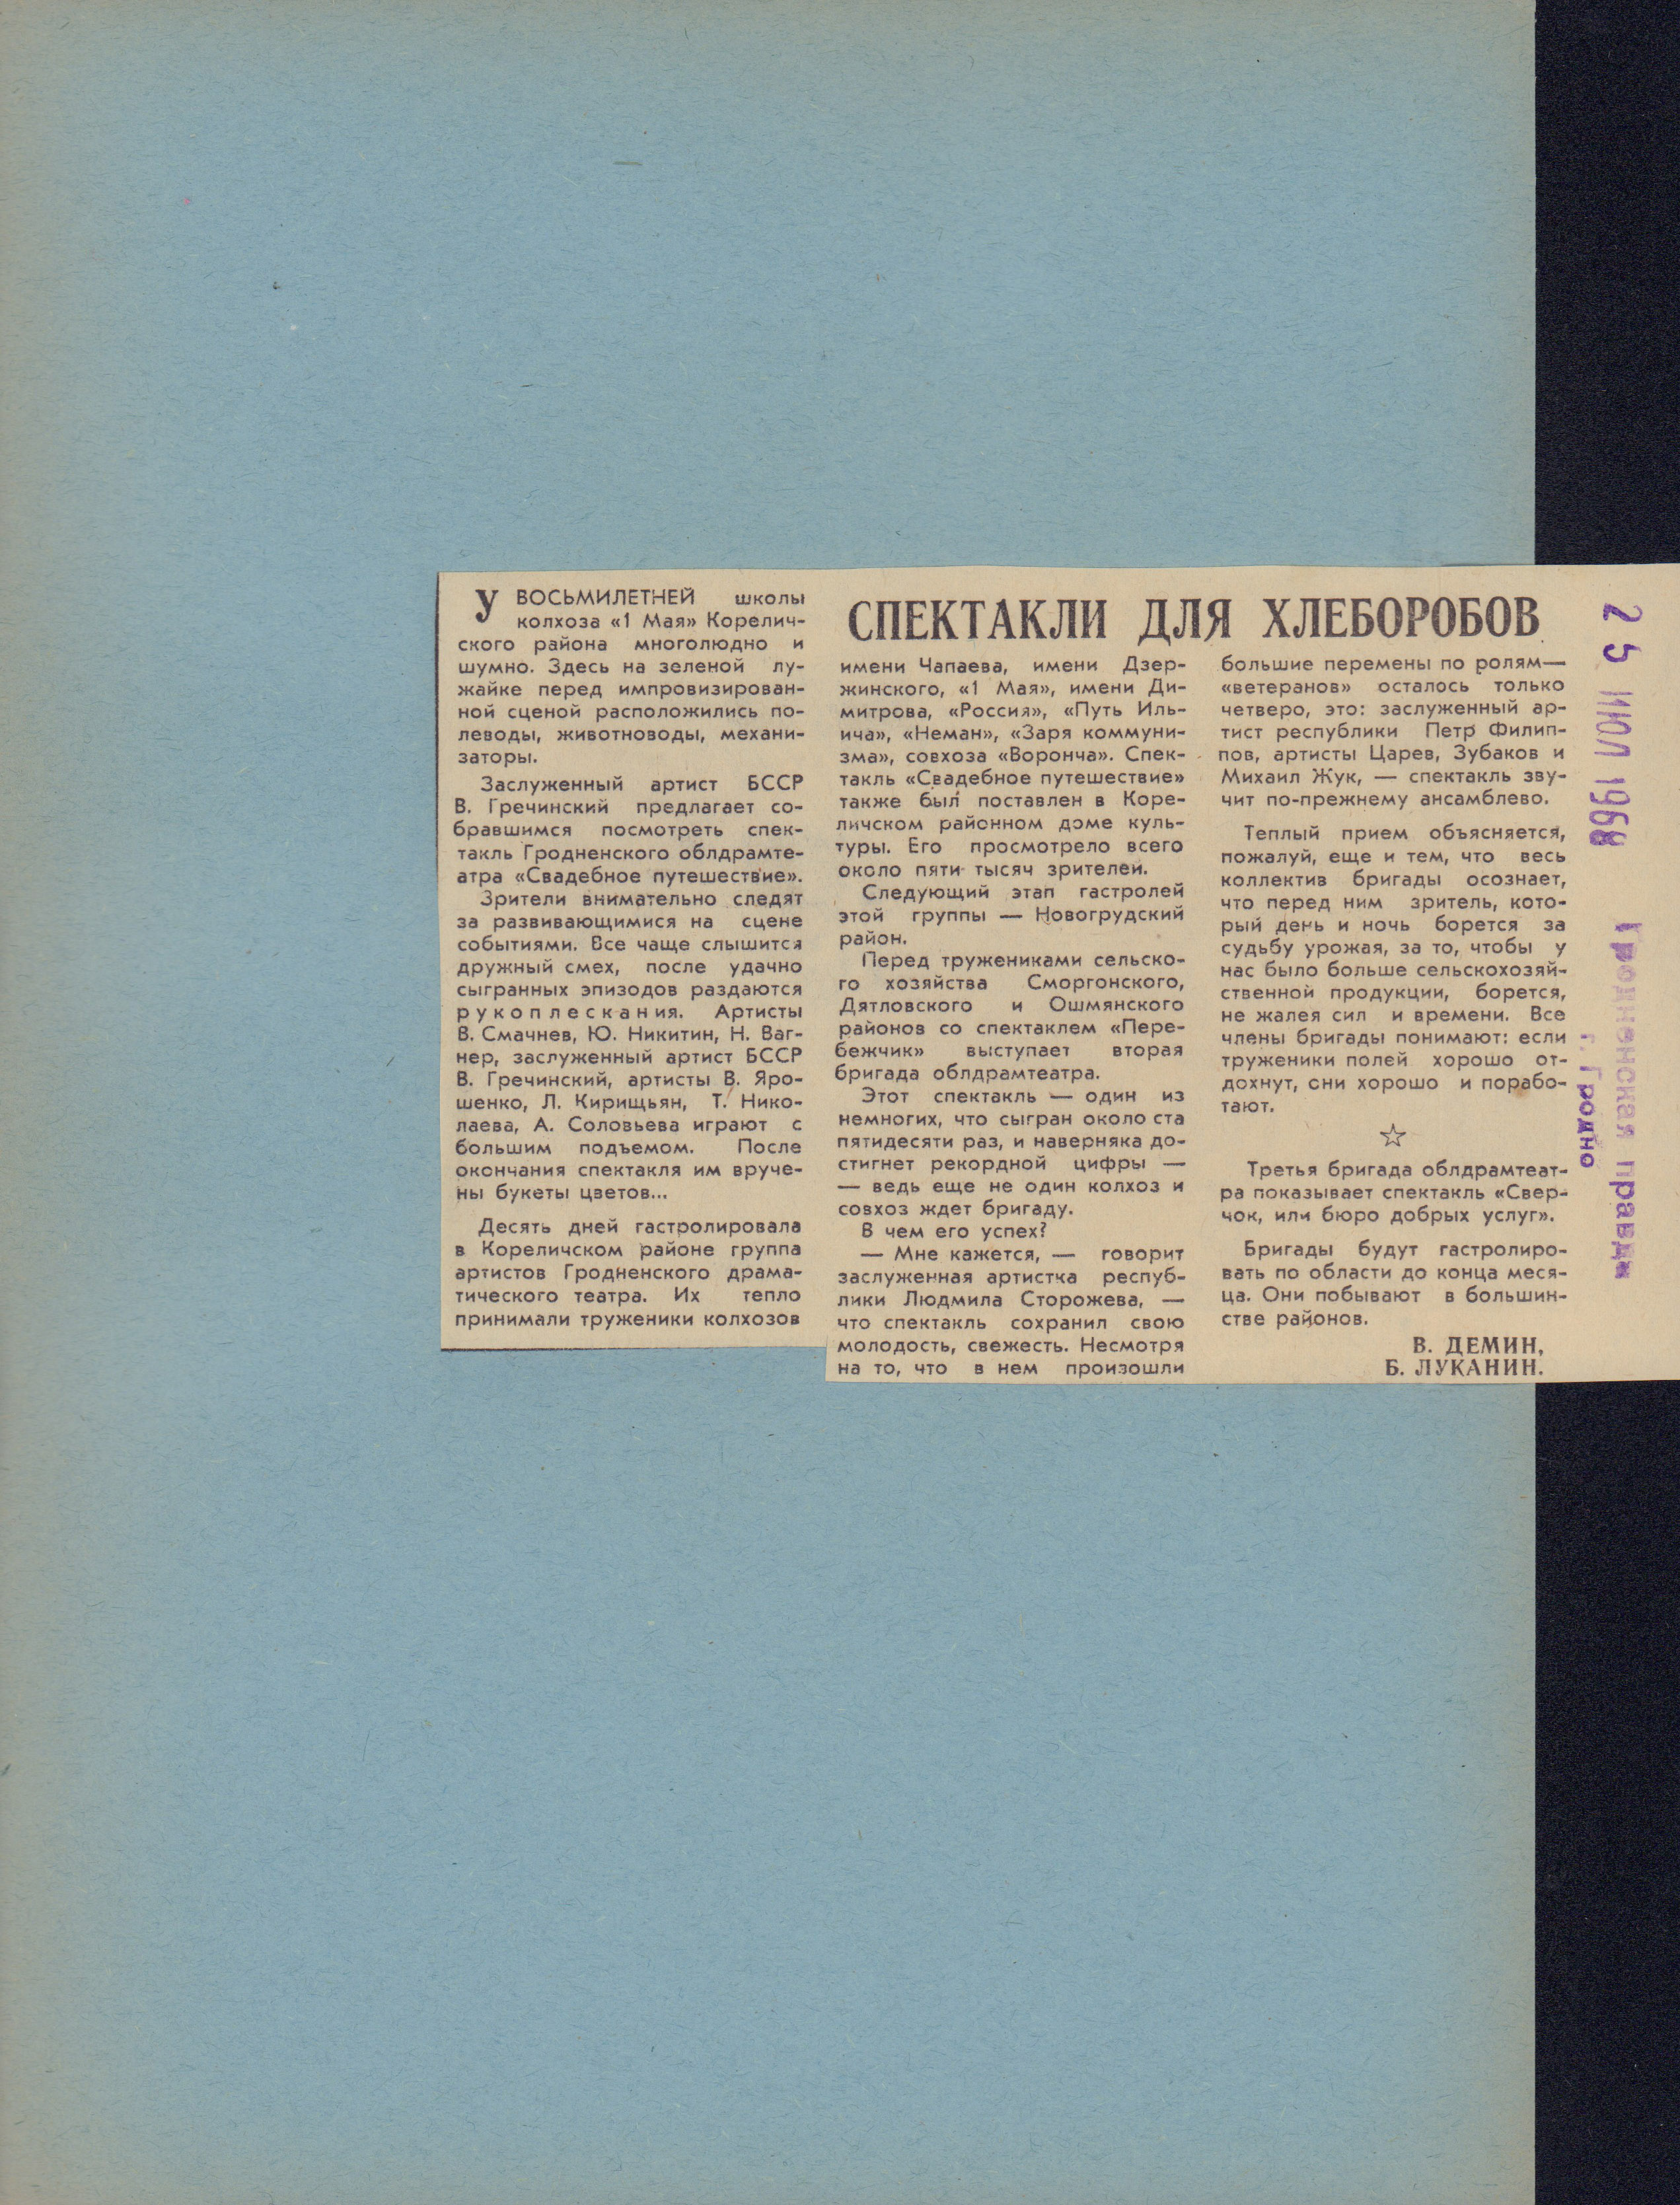 СПЕКТАКЛИ ДЛЯ ХЛЕБОРОБОВ
У ВОСЬМИЛЕТНЕЙ школы
колхоза «1 Мая» Корелич-
ского района многолюдно и
шумно. Здесь на зеленой лу-
жайке перед импровизирован-
ной сценой расположились по-
леводы, животноводы, механи-
заторы.
Заслуженный артист БССР
В. Гречинский предлагает со-
бравшимся посмотреть спек-
такль Гродненского облдрамте-
атра «Свадебное путешествие».
Зрители внимательно следят
за развивающимися на сцене
событиями. Все чаще слышится
дружный смех, после удачно
сыгранных эпизодов раздаются
рукоплескания. Артисты
В. Смачнев, Ю. Никитин, Н. Ваг-
нер, заслуженный артист БССР
В. Гречинский, артисты В. Яро-
шенко, Л. Кирищьян, Т. Нико-
лаева, А. Соловьева играют с
большим подъемом. После
окончания спектакля им вруче-
ны букеты цветов...
Десять дней гастролировала
в Кореличском районе группа
артистов Гродненского драма-
тического театра. Их тепло
принимали труженики колхозов
имени Чапаева, имени Дзер-
жинского, «1 Мая», имени Ди-
митрова, «Россия», «Путь Иль-
ича», «Неман», «Заря коммуни-
зма», совхоза «Воронча». Спек-
такль «Свадебное путешествие»
также был поставлен в Коре-
личском районном доме куль-
туры. Его просмотрело всего
около пяти тысяч зрителей.
Следующий этап гастролей
этой группы — Новогрудский
район.
Перед тружениками сельско-
го хозяйства Сморгонского,
Дятловского и Ошмянского
районов со спектаклем «Пере-
бежчик» выступает вторая
бригада облдрамтеатра.
Этот спектакль — один из
немногих, что сыгран около ста
пятидесяти раз, и наверняка до-
стигнет рекордной цифры —
— ведь еще не один колхоз и
совхоз ждет бригаду.
В чем его успех?
— Мне кажется, — говорит
заслуженная артистка респуб-
лики Людмила Сторожева, —
что спектакль сохранил свою
молодость, свежесть. Несмотря
на то, что в нем произошли
большие перемены по ролям—
«ветеранов» осталось только
четверо, это: заслуженный ар-
тист республики Петр Филип-
пов, артисты Царев, Зубаков и
Михаил Жук, — спектакль зву-
чит по-прежнему ансамблево.
Теплый прием объясняется,
пожалуй, еще и тем, что весь
коллектив бригады осознает,
что перед ним зритель, кото-
рый день и ночь борется за
судьбу урожая, за то, чтобы у
нас было больше сельскохозяй-
ственной продукции, борется,
не жалея сил и времени. Все
члены бригады понимают: если
труженики полей хорошо от-
дохнут, они хорошо и порабо-
тают.
☆
Третья бригада облдрамтеат-
ра показывает спектакль «Свер-
чок, или бюро добрых услуг».
Бригады будут гастролиро-
вать по области до конца меся-
ца. Они побывают в большин-
стве районов.
В. ДЕМИН,
Б. ЛУКАНИН.
25 ИЮЛ 1968
Гродненская правда
г. Гродно